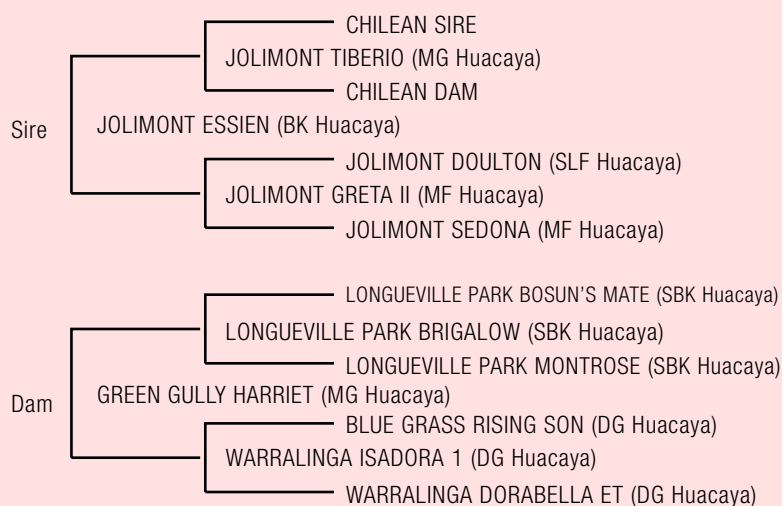 CHILEAN SIRE
JOLIMONT TIBERIO (MG Huacaya)
CHILEAN DAM
Sire
JOLIMONT ESSIEN (BK Huacaya)
JOLIMONT DOULTON (SLF Huacaya)
JOLIMONT GRETA II (MF Huacaya)
JOLIMONT SEDONA (MF Huacaya)
LONGUEVILLE PARK BOSUN'S MATE (SBK Huacaya)
LONGUEVILLE PARK BRIGALOW (SBK Huacaya)
LONGUEVILLE PARK MONTROSE (SBK Huacaya)
Dam
GREEN GULLY HARRIET (MG Huacaya)
BLUE GRASS RISING SON (DG Huacaya)
WARRALINGA ISADORA 1 (DG Huacaya)
WARRALINGA DORABELLA ET (DG Huacaya)